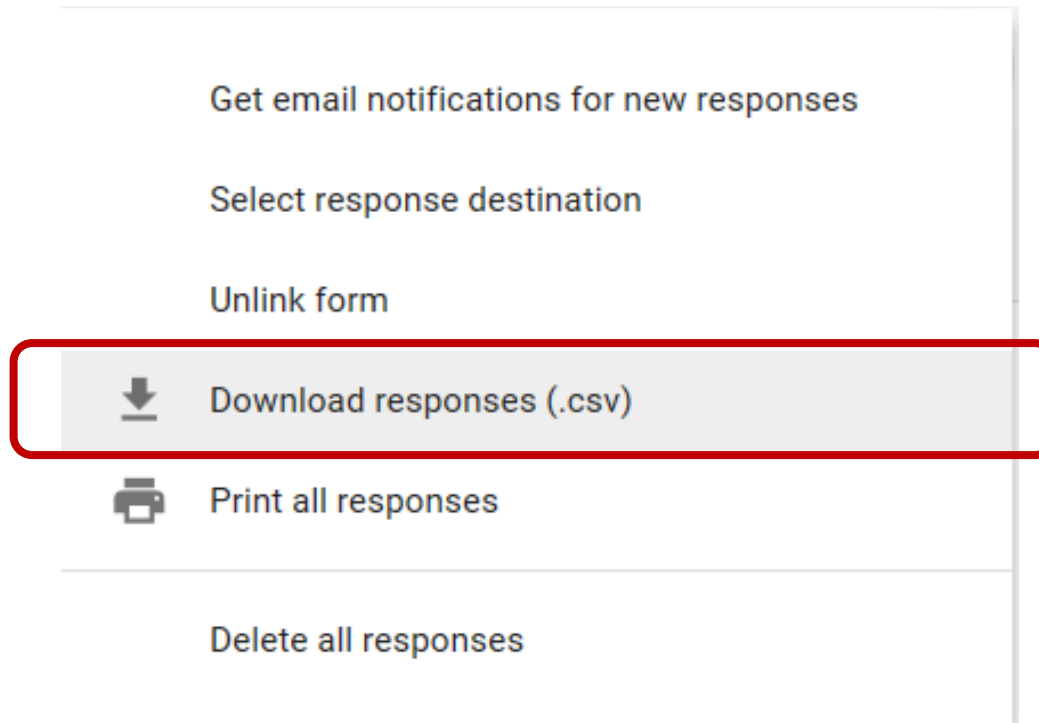 Get email notifications for new responses
Select response destination
Unlink form
Download responses (.csv)
Print all responses
Delete all responses